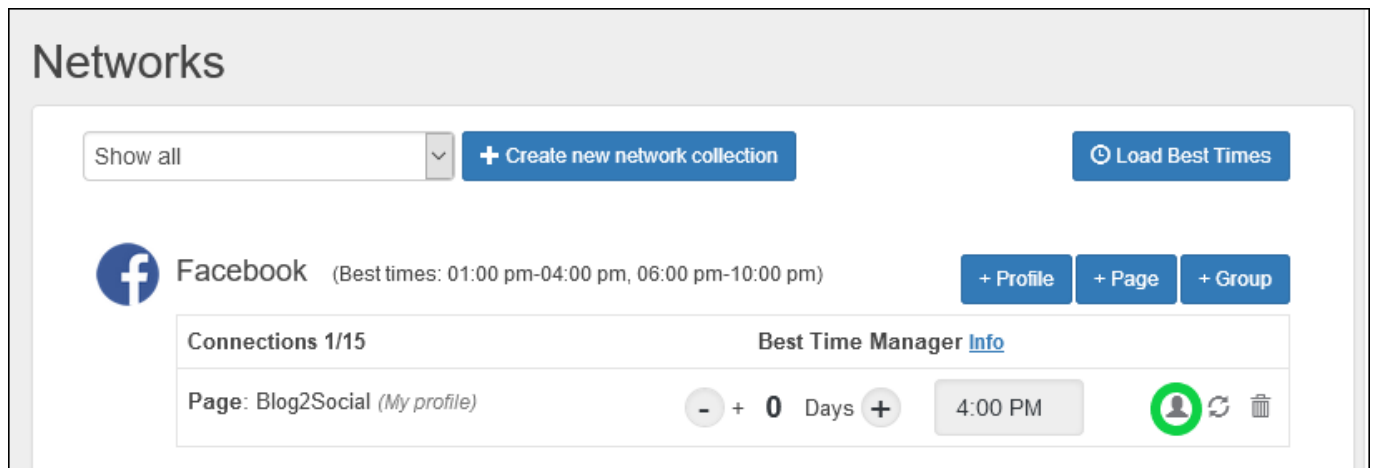 Networks
Show all
+ Create new network collection
Load Best Times
Facebook (Best times: 01:00 pm-04:00 pm, 06:00 pm-10:00 pm)
+ Profile
+ Page
+ Group
Connections 1/15
Best Time Manager Info
Page: Blog2Social (My profile)
- + 0 Days +
4:00 PM